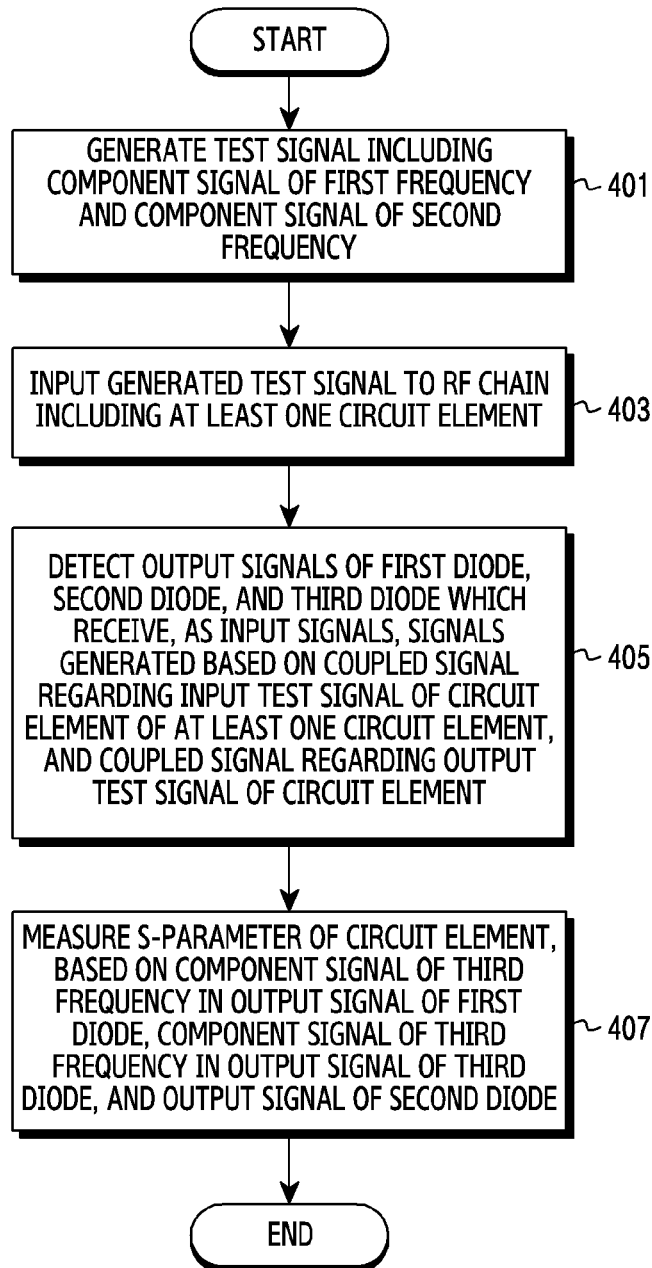 START
GENERATE TEST SIGNAL INCLUDING
COMPONENT SIGNAL OF FIRST FREQUENCY
AND COMPONENT SIGNAL OF SECOND
FREQUENCY
401
INPUT GENERATED TEST SIGNAL TO RF CHAIN
INCLUDING AT LEAST ONE CIRCUIT ELEMENT
403
DETECT OUTPUT SIGNALS OF FIRST DIODE,
SECOND DIODE, AND THIRD DIODE WHICH
RECEIVE, AS INPUT SIGNALS, SIGNALS
GENERATED BASED ON COUPLED SIGNAL
REGARDING INPUT TEST SIGNAL OF CIRCUIT
ELEMENT OF AT LEAST ONE CIRCUIT ELEMENT,
AND COUPLED SIGNAL REGARDING OUTPUT
TEST SIGNAL OF CIRCUIT ELEMENT
405
MEASURE S-PARAMETER OF CIRCUIT ELEMENT,
BASED ON COMPONENT SIGNAL OF THIRD
FREQUENCY IN OUTPUT SIGNAL OF FIRST
DIODE, COMPONENT SIGNAL OF THIRD
FREQUENCY IN OUTPUT SIGNAL OF THIRD
DIODE, AND OUTPUT SIGNAL OF SECOND DIODE
407
END